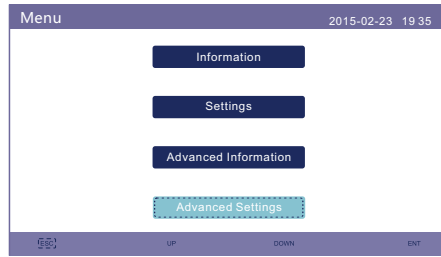 Menu
2015-02-23 19 35
Information
Settings
Advanced Information
Advanced Settings
ESC UP DOWN ENT